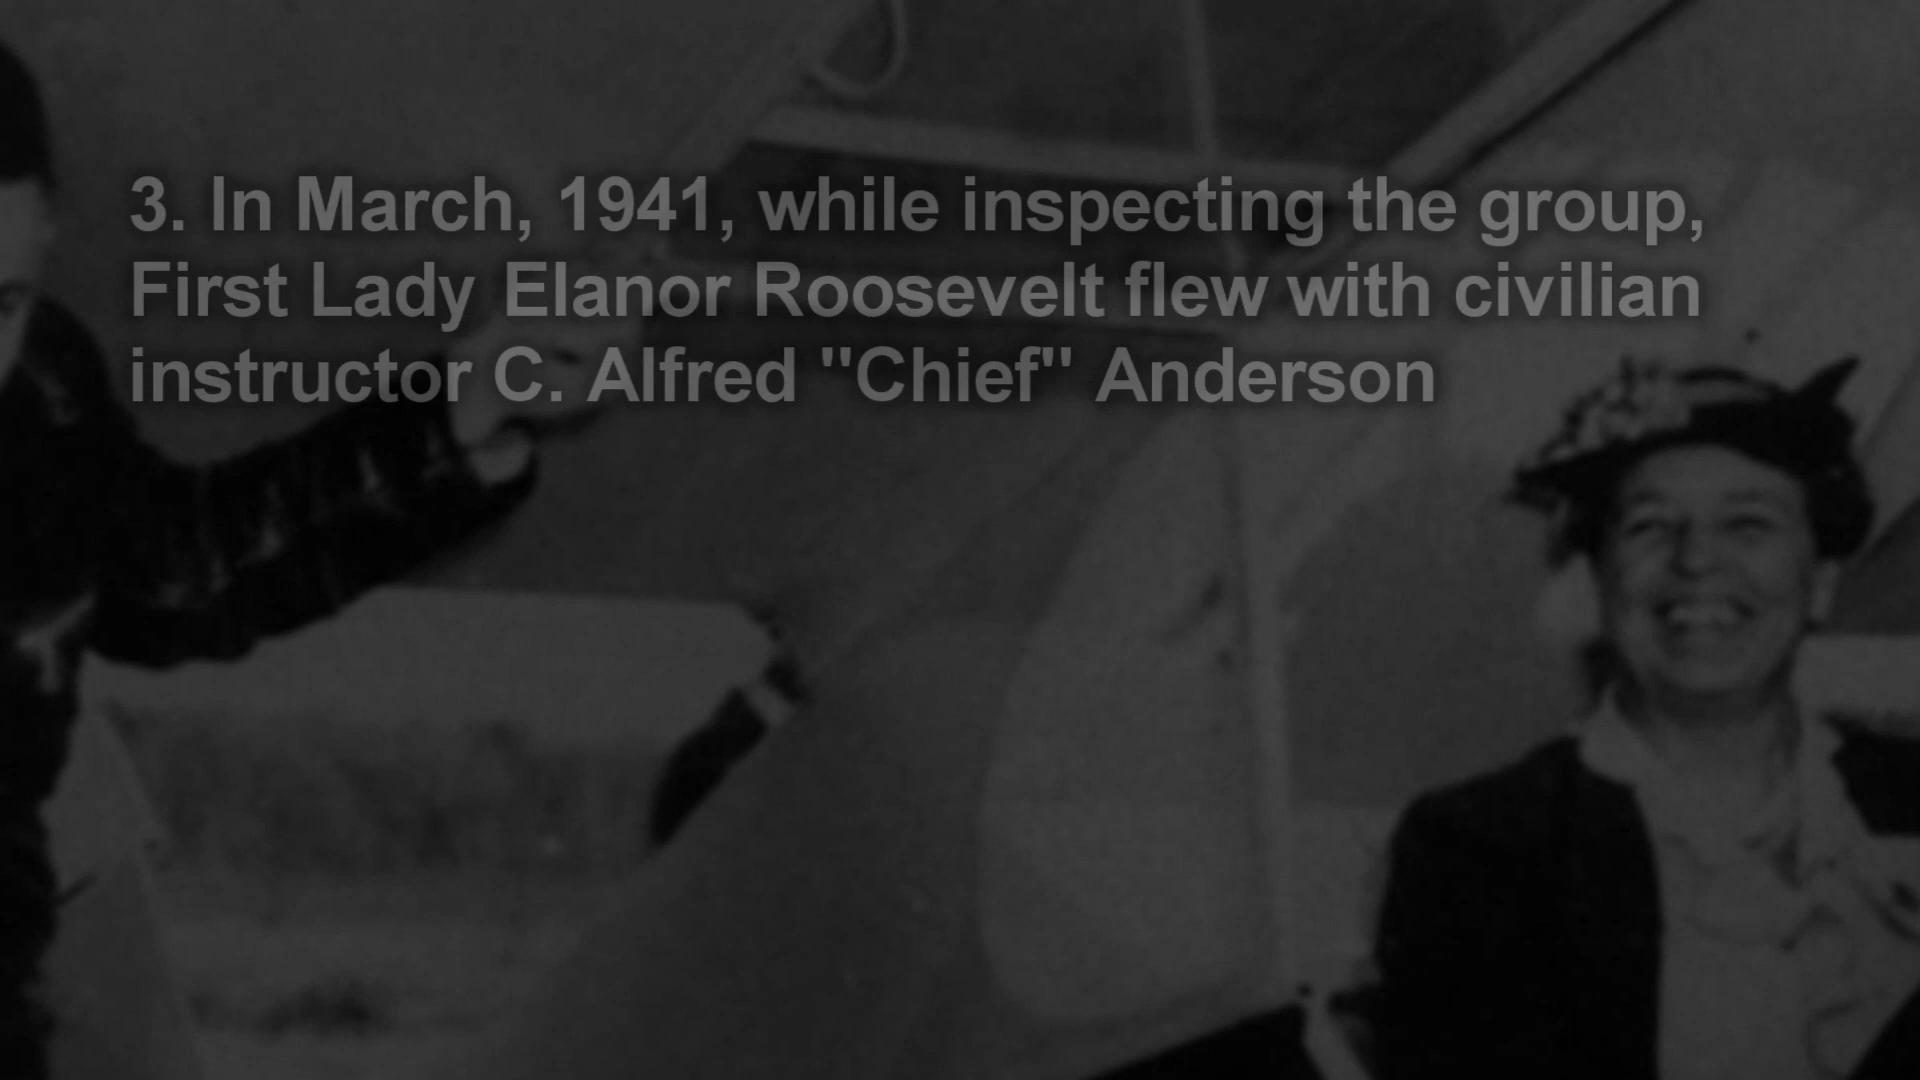 3. In March, 1941, while inspecting the group,
First Lady Elanor Roosevelt flew with civilian
instructor C. Alfred "Chief" Anderson